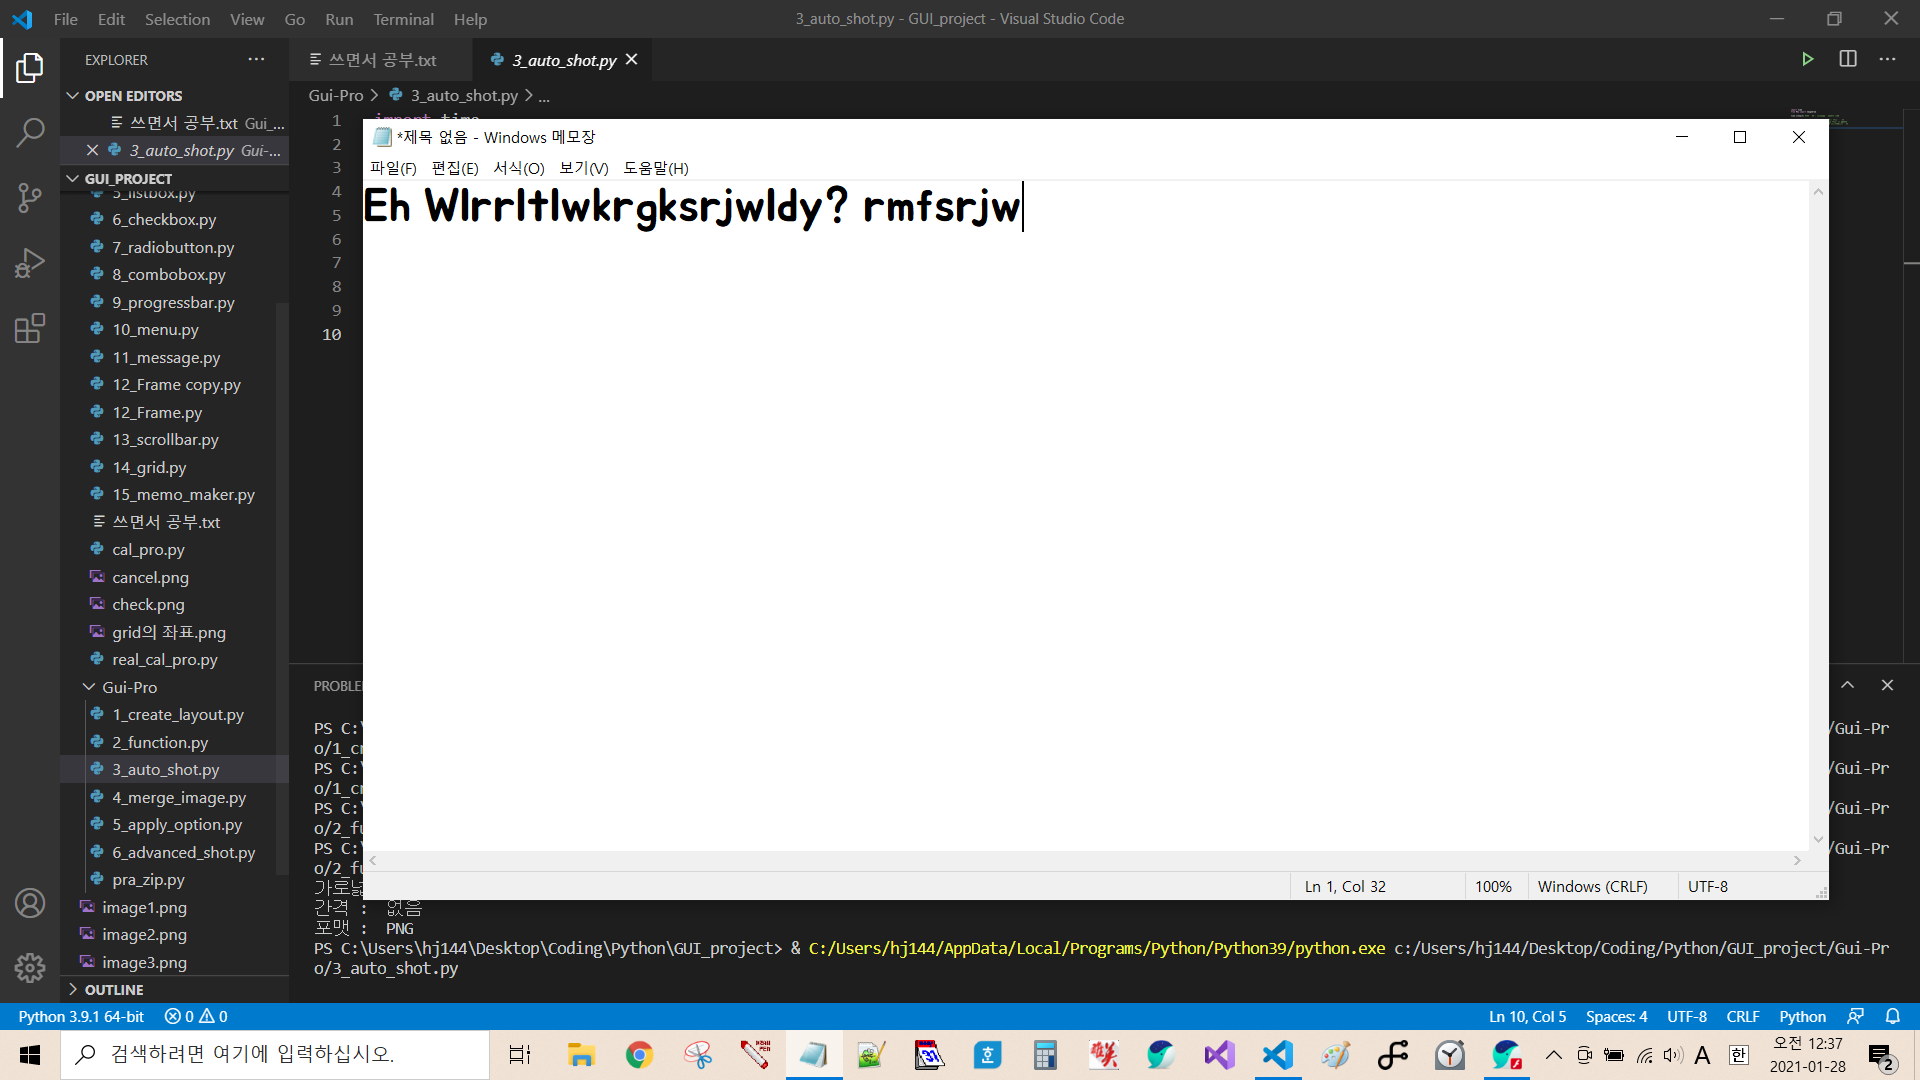 File Edit Selection View Go Run Terminal Help
3_auto_shot.py - GUI_project - Visual Studio Code
EXPLORER
OPEN EDITORS
쓰면서 공부.txt Gui_...
3_auto_shot.py Gui-...
GUI_PROJECT
5_listbox.py
6_checkbox.py
7_radiobutton.py
8_combobox.py
9_progressbar.py
10_menu.py
11_message.py
12_Frame copy.py
12_Frame.py
13_scrollbar.py
14_grid.py
15_memo_maker.py
쓰면서 공부.txt
cal_pro.py
cancel.png
check.png
grid의 좌표.png
real_cal_pro.py
Gui-Pro
1_create_layout.py
2_function.py
3_auto_shot.py
4_merge_image.py
5_apply_option.py
6_advanced_shot.py
pra_zip.py
image1.png
image2.png
image3.png
OUTLINE
쓰면서 공부.txt
3_auto_shot.py
Gui-Pro > 3_auto_shot.py > ...
1 import time
2
3
4
5
6
7
8
9
10
*제목 없음 - Windows 메모장
파일(F) 편집(E) 서식(O) 보기(V) 도움말(H)
Eh Wlrrltlwkrgksrjwldy? rmfsrjw
Ln 1, Col 32 100% Windows (CRLF) UTF-8
PROBLE
PS C:\ /Gui-Pr
o/1_cr
PS C:\ /Gui-Pr
o/1_cr
PS C:\ /Gui-Pr
o/2_fu
PS C:\ /Gui-Pr
o/2_fu
가로넓
간격 : 없음
포맷 : PNG
PS C:\Users\hj144\Desktop\Coding\Python\GUI_project> & C:/Users/hj144/AppData/Local/Programs/Python/Python39/python.exe c:/Users/hj144/Desktop/Coding/Python/GUI_project/Gui-Pr
o/3_auto_shot.py
Python 3.9.1 64-bit 0 0
Ln 10, Col 5 Spaces: 4 UTF-8 CRLF Python
검색하려면 여기에 입력하십시오.
A 한
오전 12:37
2021-01-28
2